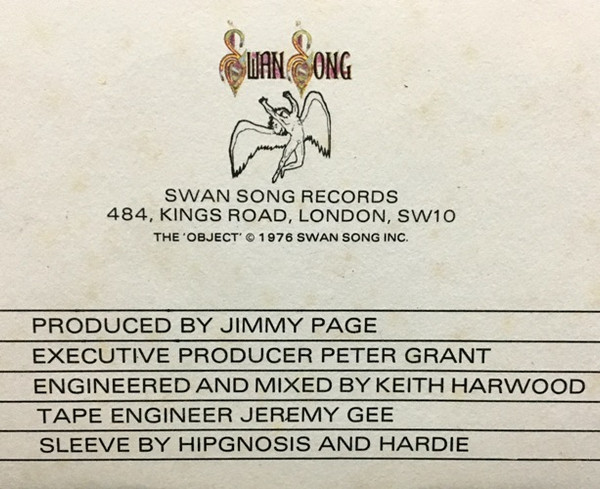 SWAN SONG
SWAN SONG RECORDS
484, KINGS ROAD, LONDON, SW10
THE 'OBJECT' © 1976 SWAN SONG INC.
PRODUCED BY JIMMY PAGE
EXECUTIVE PRODUCER PETER GRANT
ENGINEERED AND MIXED BY KEITH HARWOOD
TAPE ENGINEER JEREMY GEE
SLEEVE BY HIPGNOSIS AND HARDIE